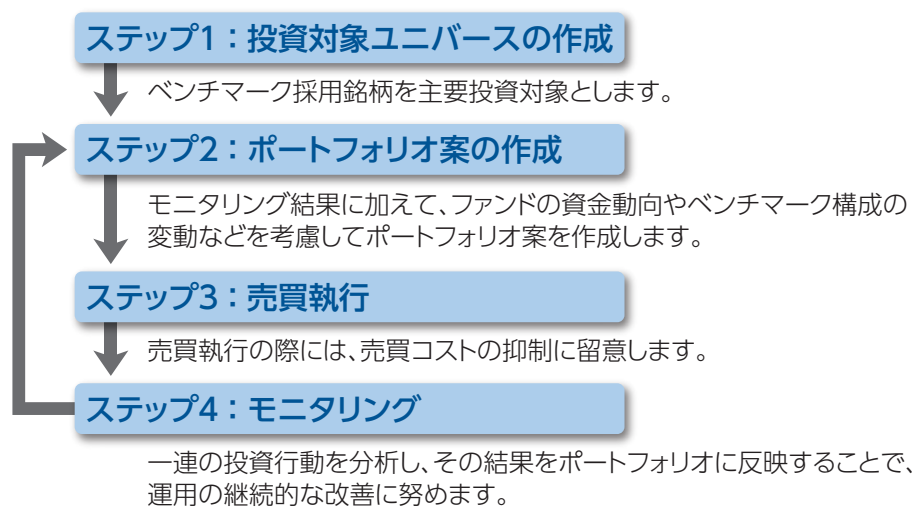 ステップ1：投資対象ユニバースの作成
ベンチマーク採用銘柄を主要投資対象とします。
ステップ2：ポートフォリオ案の作成
モニタリング結果に加えて、ファンドの資金動向やベンチマーク構成の
変動などを考慮してポートフォリオ案を作成します。
ステップ3：売買執行
売買執行の際には、売買コストの抑制に留意します。
ステップ4：モニタリング
一連の投資行動を分析し、その結果をポートフォリオに反映することで、
運用の継続的な改善に努めます。